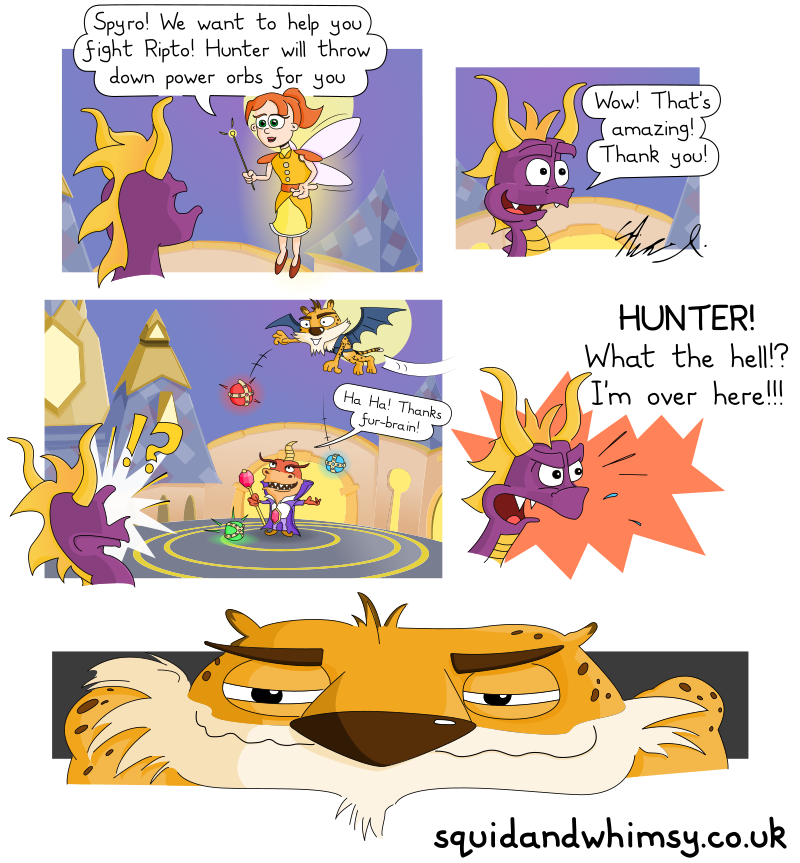 Spyro! We want to help you
fight Ripto! Hunter will throw
down power orbs for you
Wow! That's
amazing!
Thank you!
!?
Ha Ha! Thanks
fur-brain!
HUNTER!
What the hell!?
I'm over here!!!
squidandwhimsy.co.uk